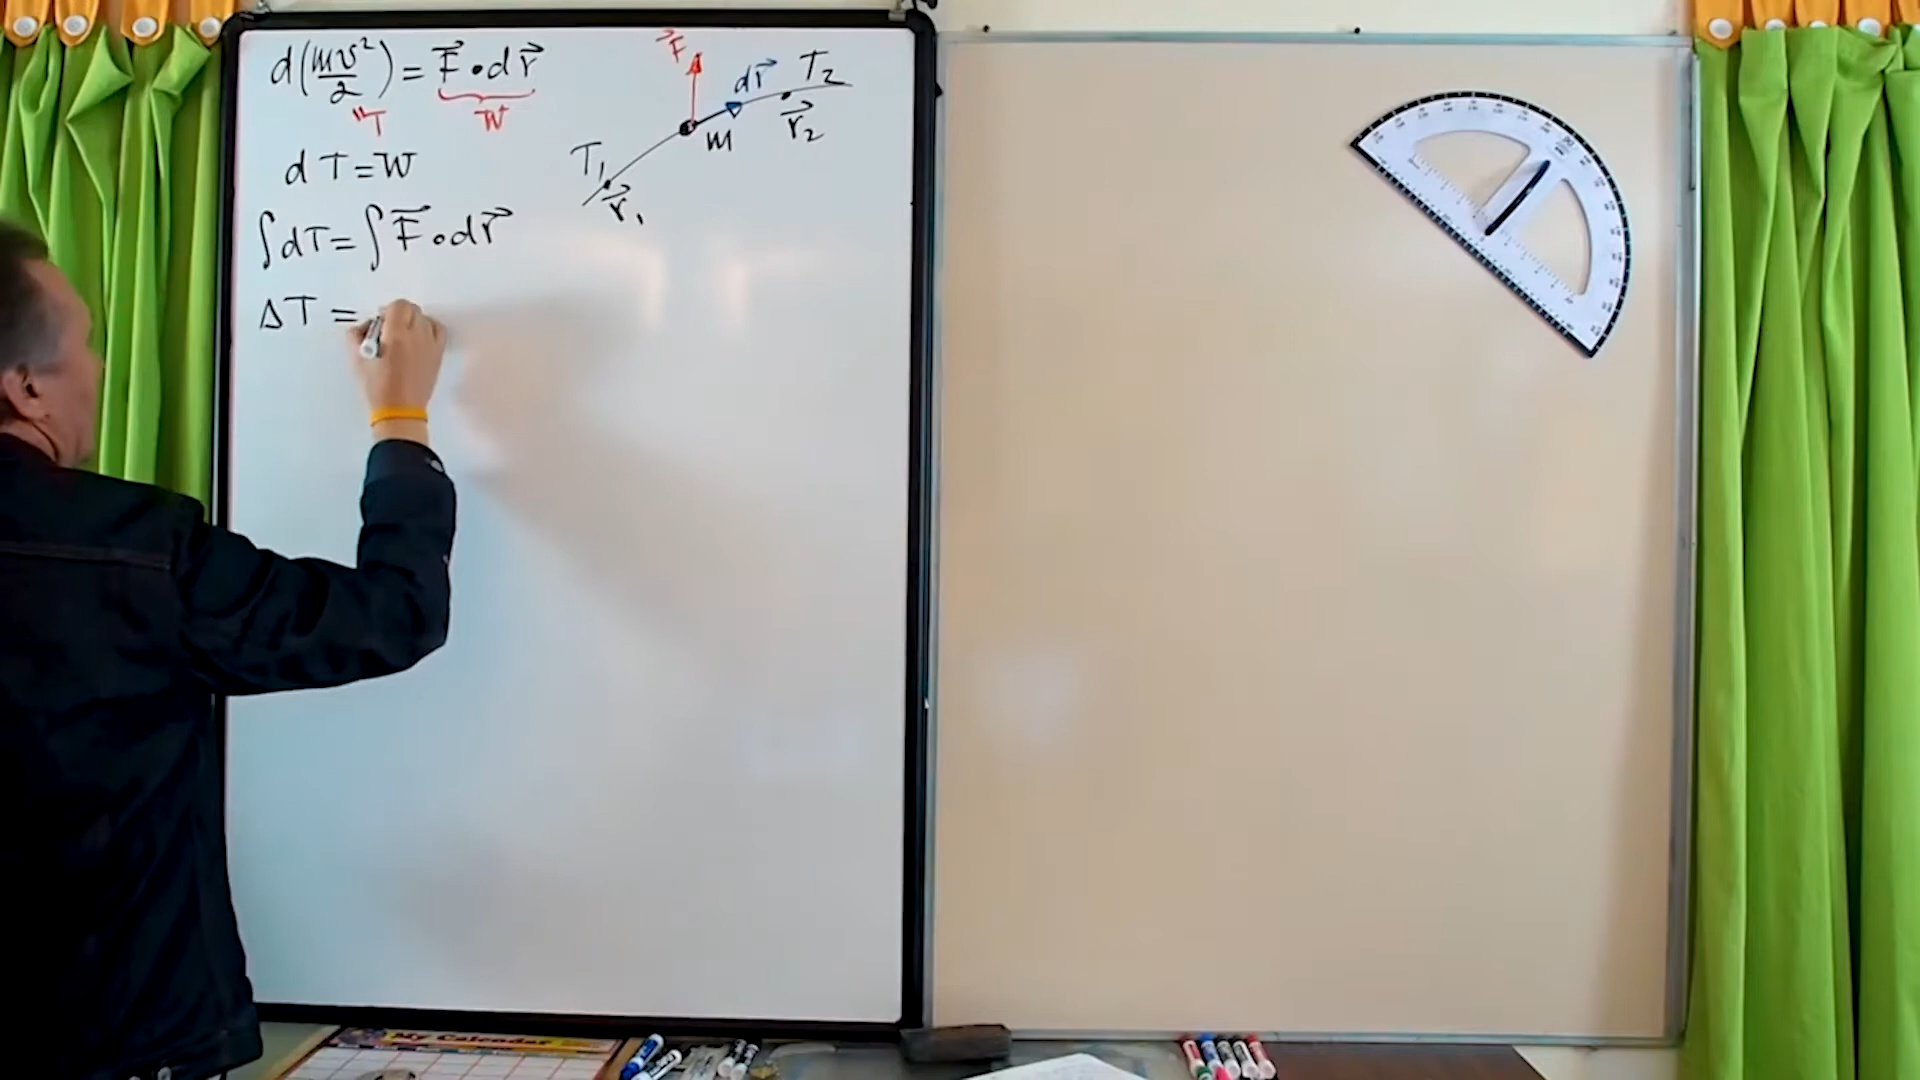 d(mv²/2) = F⃗ • dr⃗
"T W
dT = W
∫dT = ∫F⃗ • dr⃗
ΔT =
F⃗
dr⃗
T₂
m
r⃗₂
T₁
r⃗₁
My Calendar